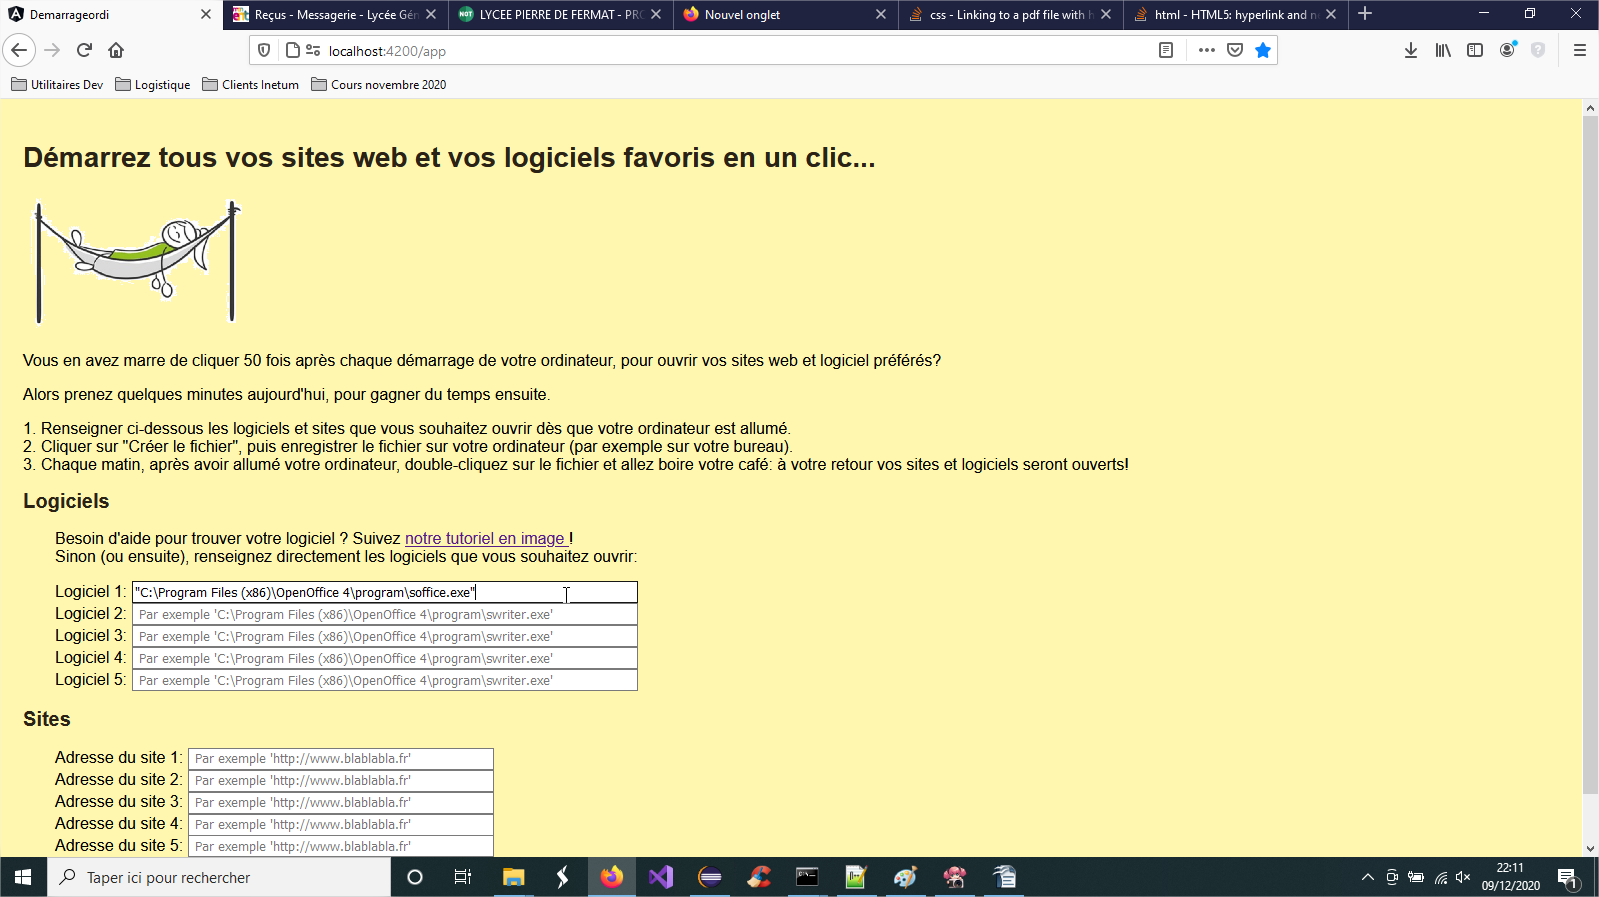 Demarrageordi
Reçus - Messagerie - Lycée Gén
LYCEE PIERRE DE FERMAT - PRO
Nouvel onglet
css - Linking to a pdf file with h
html - HTML5: hyperlink and n
localhost:4200/app
Utilitaires Dev
Logistique
Clients Inetum
Cours novembre 2020
Démarrez tous vos sites web et vos logiciels favoris en un clic...
Vous en avez marre de cliquer 50 fois après chaque démarrage de votre ordinateur, pour ouvrir vos sites web et logiciel préférés?
Alors prenez quelques minutes aujourd'hui, pour gagner du temps ensuite.
1. Renseigner ci-dessous les logiciels et sites que vous souhaitez ouvrir dès que votre ordinateur est allumé.
2. Cliquer sur "Créer le fichier", puis enregistrer le fichier sur votre ordinateur (par exemple sur votre bureau).
3. Chaque matin, après avoir allumé votre ordinateur, double-cliquez sur le fichier et allez boire votre café: à votre retour vos sites et logiciels seront ouverts!
Logiciels
Besoin d'aide pour trouver votre logiciel ? Suivez notre tutoriel en image !
Sinon (ou ensuite), renseignez directement les logiciels que vous souhaitez ouvrir:
Logiciel 1: "C:\Program Files (x86)\OpenOffice 4\program\soffice.exe"
Logiciel 2: Par exemple 'C:\Program Files (x86)\OpenOffice 4\program\swriter.exe'
Logiciel 3: Par exemple 'C:\Program Files (x86)\OpenOffice 4\program\swriter.exe'
Logiciel 4: Par exemple 'C:\Program Files (x86)\OpenOffice 4\program\swriter.exe'
Logiciel 5: Par exemple 'C:\Program Files (x86)\OpenOffice 4\program\swriter.exe'
Sites
Adresse du site 1: Par exemple 'http://www.blablabla.fr'
Adresse du site 2: Par exemple 'http://www.blablabla.fr'
Adresse du site 3: Par exemple 'http://www.blablabla.fr'
Adresse du site 4: Par exemple 'http://www.blablabla.fr'
Adresse du site 5: Par exemple 'http://www.blablabla.fr'
Taper ici pour rechercher
22:11
09/12/2020
1